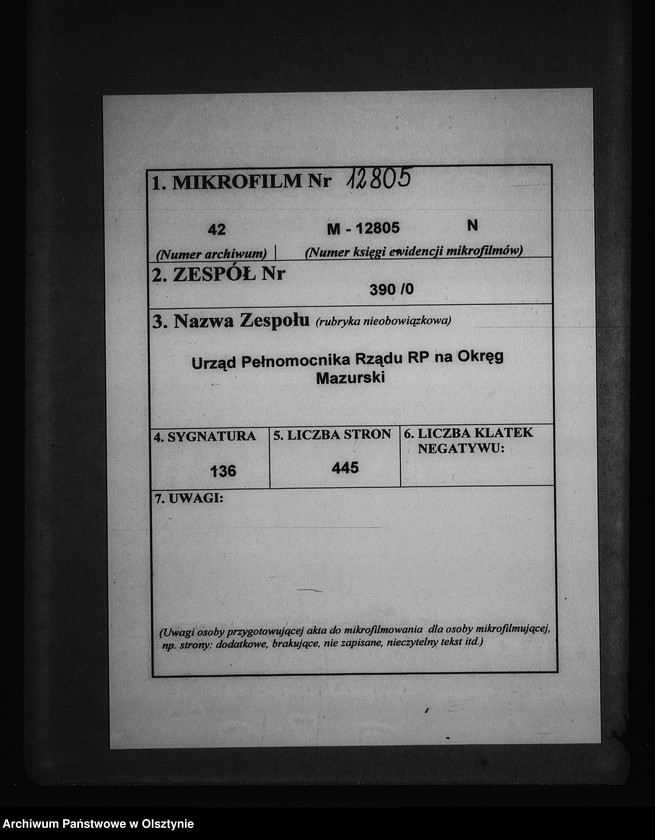 1. MIKROFILM Nr 12805
42 M - 12805 N
(Numer archiwum) (Numer księgi ewidencji mikrofilmów)
2. ZESPÓŁ Nr
390 /0
3. Nazwa Zespołu (rubryka nieobowiązkowa)
Urząd Pełnomocnika Rządu RP na Okręg
Mazurski
4. SYGNATURA 5. LICZBA STRON 6. LICZBA KLATEK
NEGATYWU:
136 445
7. UWAGI:
(Uwagi osoby przygotowującej akta do mikrofilmowania dla osoby mikrofilmującej,
np. strony: dodatkowe, brakujące, nie zapisane, nieczytelny tekst itd.)
Archiwum Państwowe w Olsztynie